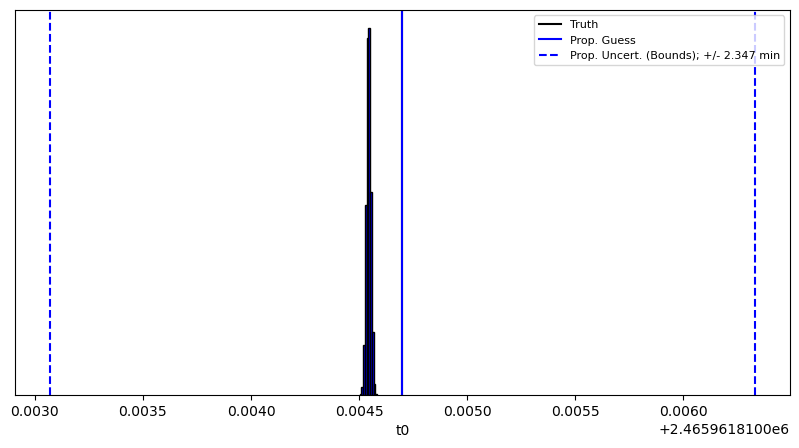 Truth
Prop. Guess
Prop. Uncert. (Bounds); +/- 2.347 min
0.0030 0.0035 0.0040 0.0045 0.0050 0.0055 0.0060
t0
+2.4659618100e6